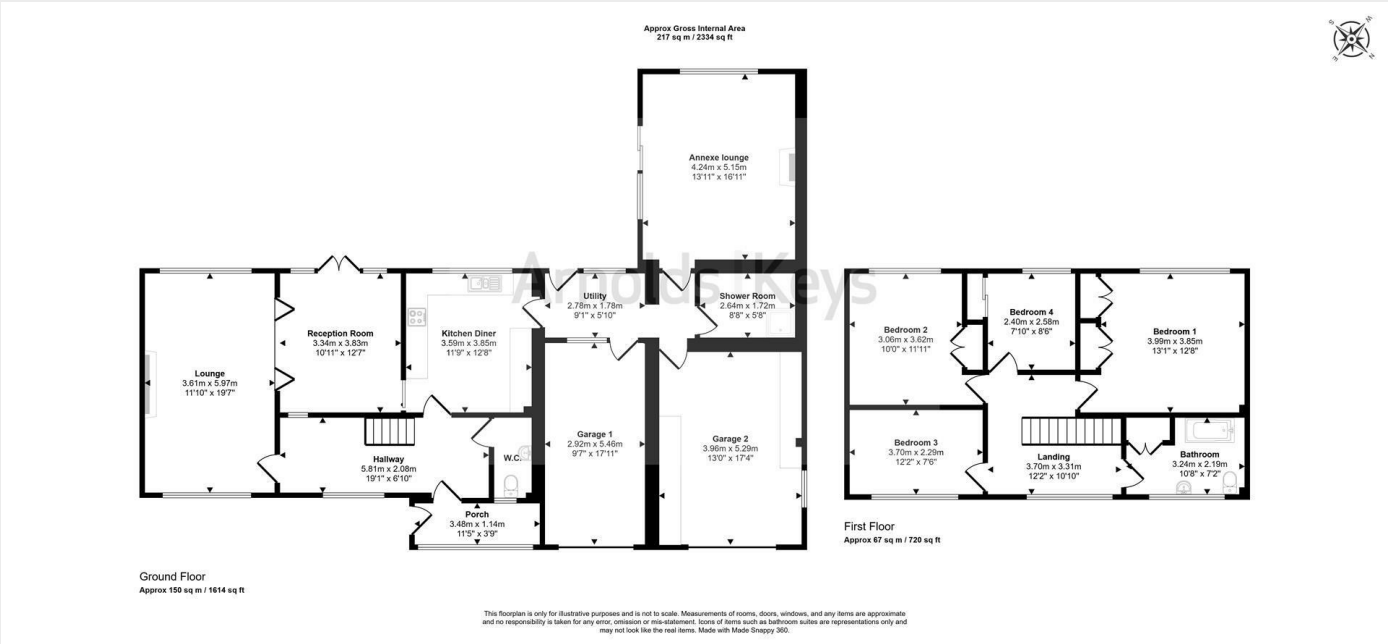 Approx Gross Internal Area
217 sq m / 2334 sq ft
S
W
E
N
Annexe lounge
4.24m x 5.15m
13'11" x 16'11"
Arnolds Keys
Utility
2.78m x 1.78m
9'1" x 5'10"
Shower Room
2.64m x 1.72m
8'8" x 5'8"
Reception Room
3.34m x 3.83m
10'11" x 12'7"
Kitchen Diner
3.59m x 3.85m
11'9" x 12'8"
Lounge
3.61m x 5.97m
11'10" x 19'7"
Garage 1
2.92m x 5.46m
9'7" x 17'11"
Garage 2
3.96m x 5.29m
13'0" x 17'4"
Hallway
5.81m x 2.08m
19'1" x 6'10"
W.C.
Porch
3.48m x 1.14m
11'5" x 3'9"
Bedroom 2
3.06m x 3.62m
10'0" x 11'11"
Bedroom 4
2.40m x 2.58m
7'10" x 8'6"
Bedroom 1
3.99m x 3.85m
13'1" x 12'8"
Bedroom 3
3.70m x 2.29m
12'2" x 7'6"
Landing
3.70m x 3.31m
12'2" x 10'10"
Bathroom
3.24m x 2.19m
10'8" x 7'2"
First Floor
Approx 67 sq m / 720 sq ft
Ground Floor
Approx 150 sq m / 1614 sq ft
This floorplan is only for illustrative purposes and is not to scale. Measurements of rooms, doors, windows, and any items are approximate
and no responsibility is taken for any error, omission or mis-statement. Icons of items such as bathroom suites are representations only and
may not look like the real items. Made with Made Snappy 360.